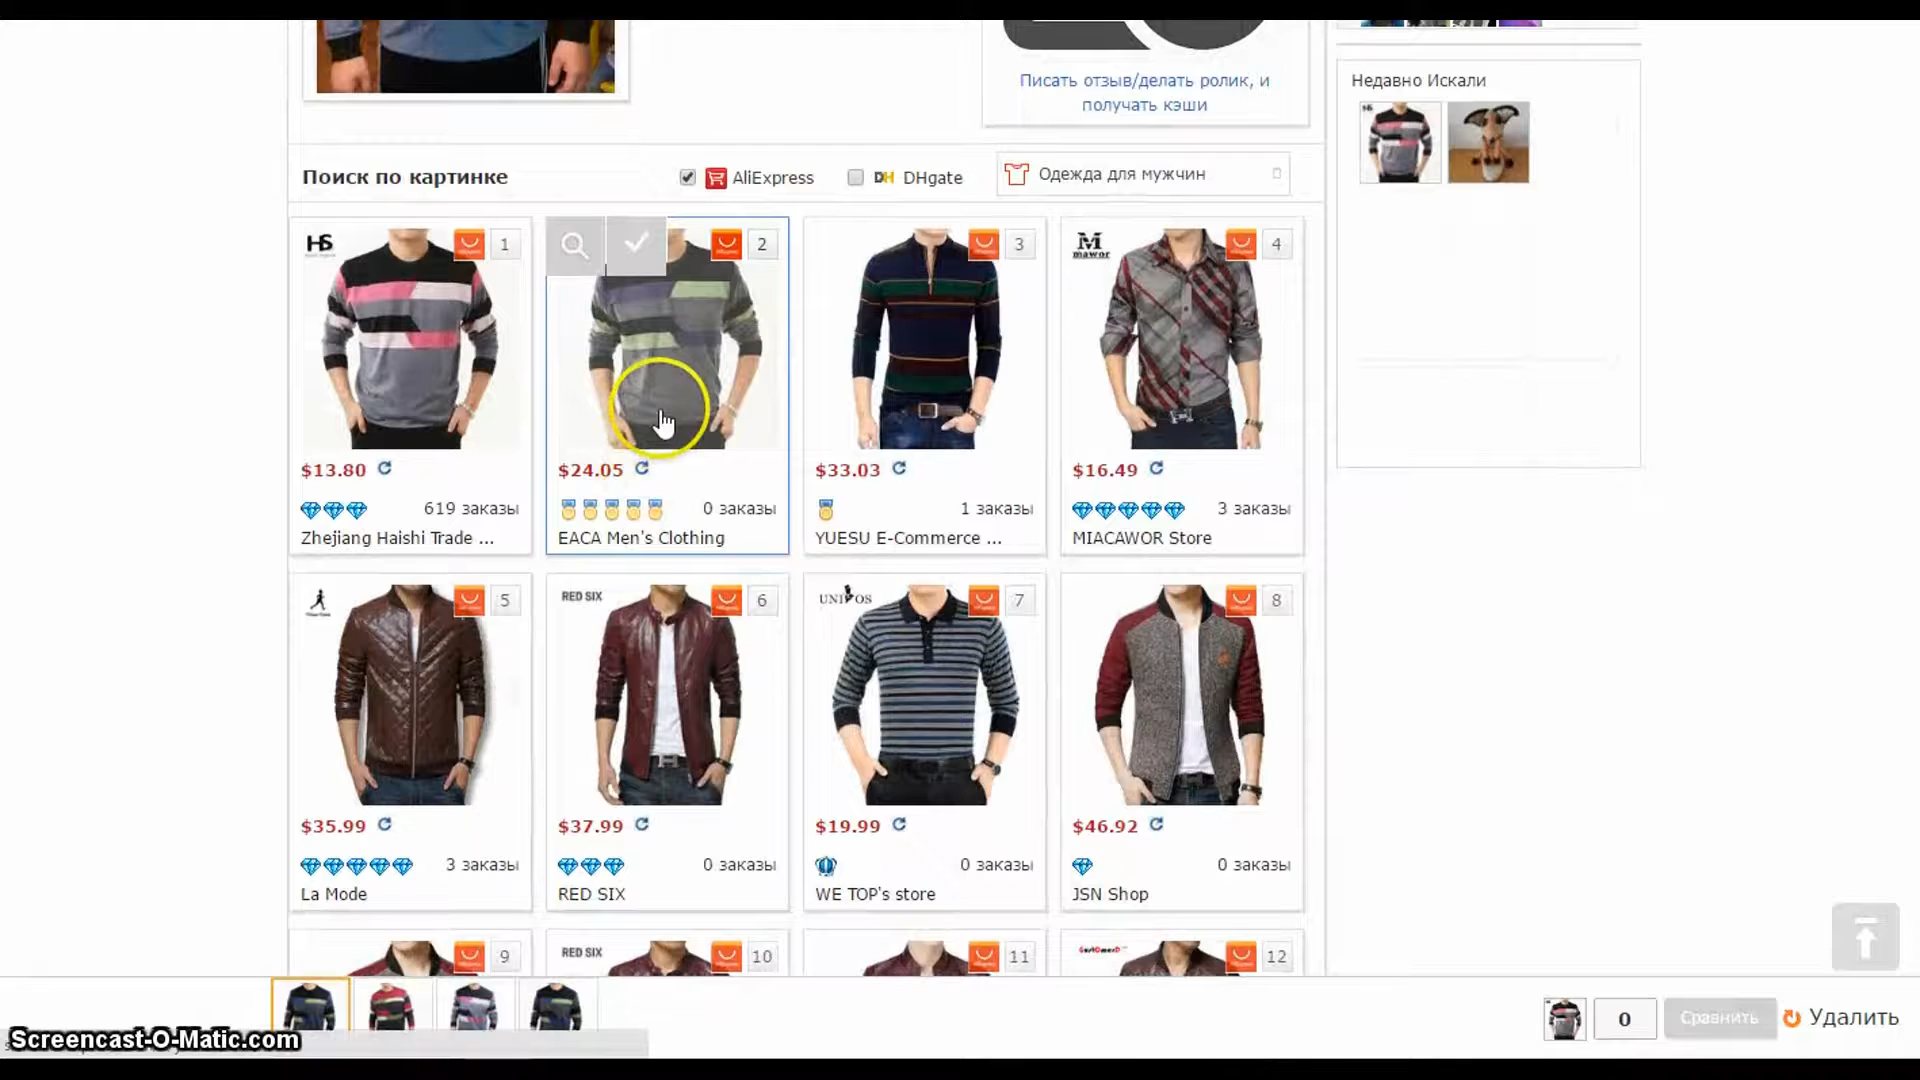 Писать отзыв/делать ролик, и
получать кэши
Недавно Искали
Поиск по картинке
AliExpress
DH DHgate
Одежда для мужчин
HS
1
2
3
M
mawor
4
$13.80
$24.05
$33.03
$16.49
619 заказы
0 заказы
1 заказы
3 заказы
Zhejiang Haishi Trade ...
EACA Men's Clothing
YUESU E-Commerce ...
MIACAWOR Store
5
RED SIX
6
7
8
$35.99
$37.99
$19.99
$46.92
3 заказы
0 заказы
0 заказы
0 заказы
La Mode
RED SIX
WE TOP's store
JSN Shop
9
RED SIX
10
11
12
0
Сравнить
Удалить
Screencast-O-Matic.com